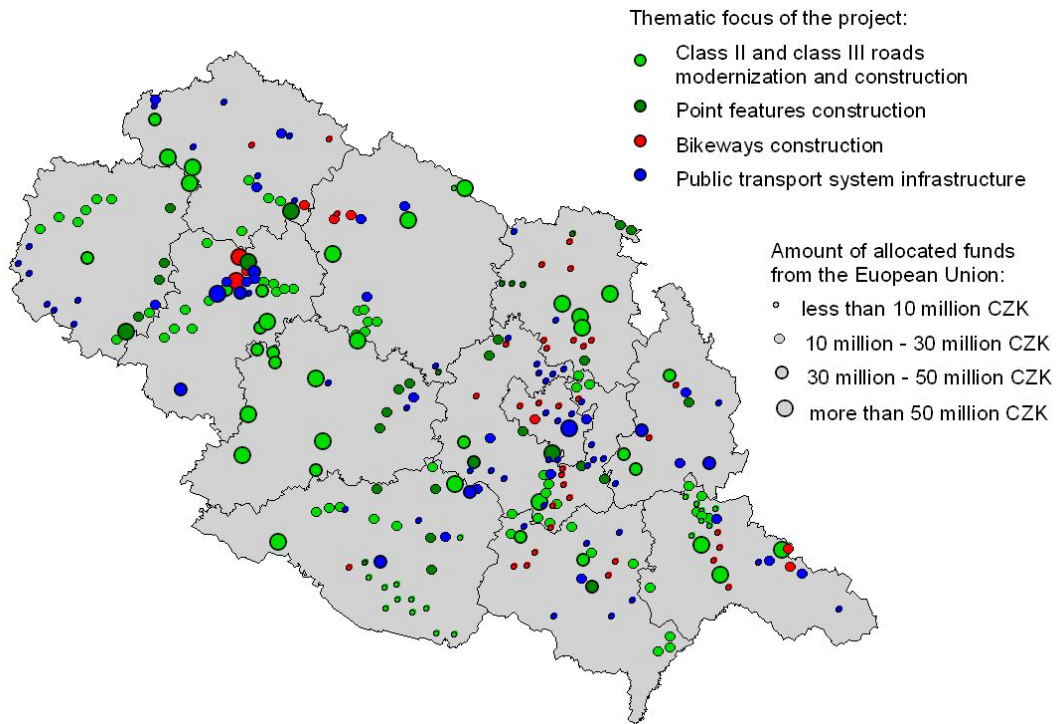 Thematic focus of the project:
Class II and class III roads
modernization and construction
Point features construction
Bikeways construction
Public transport system infrastructure
Amount of allocated funds
from the Euopean Union:
less than 10 million CZK
10 million - 30 million CZK
30 million - 50 million CZK
more than 50 million CZK